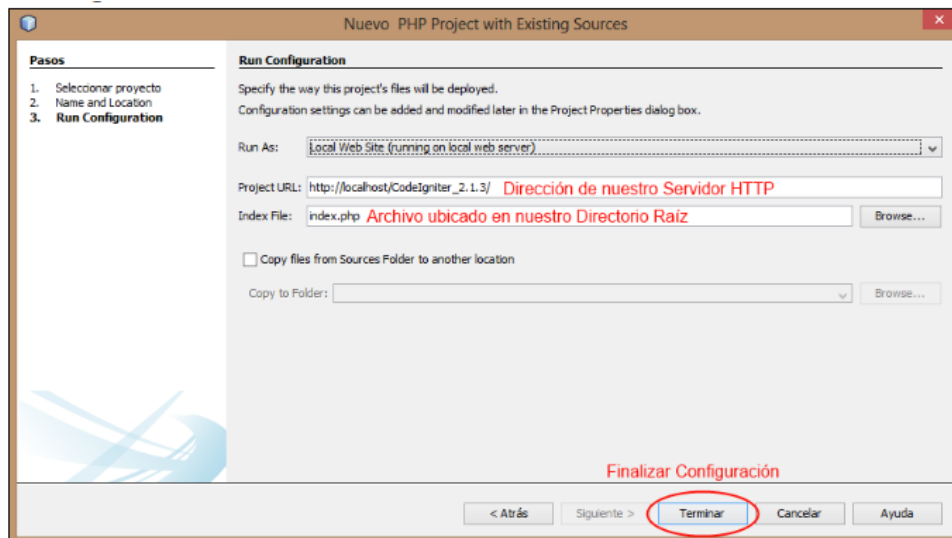 Nuevo PHP Project with Existing Sources
Pasos
1. Seleccionar proyecto
2. Name and Location
3. Run Configuration
Run Configuration
Specify the way this project's files will be deployed.
Configuration settings can be added and modified later in the Project Properties dialog box.
Run As: Local Web Site (running on local web server)
Project URL: http://localhost/CodeIgniter_2.1.3/ Dirección de nuestro Servidor HTTP
Index File: index.php Archivo ubicado en nuestro Directorio Raíz Browse...
Copy files from Sources Folder to another location
Copy to Folder: Browse...
Finalizar Configuración
< Atrás Siguiente > Terminar Cancelar Ayuda